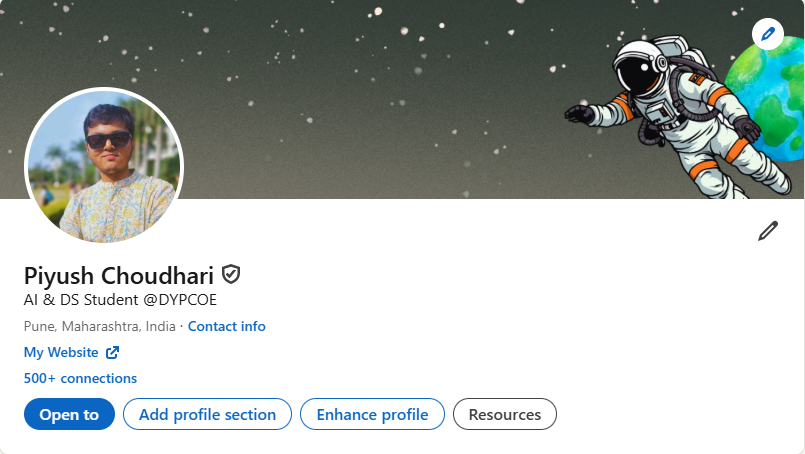 Piyush Choudhari
AI & DS Student @DYPCOE
Pune, Maharashtra, India · Contact info
My Website
500+ connections
Open to Add profile section Enhance profile Resources